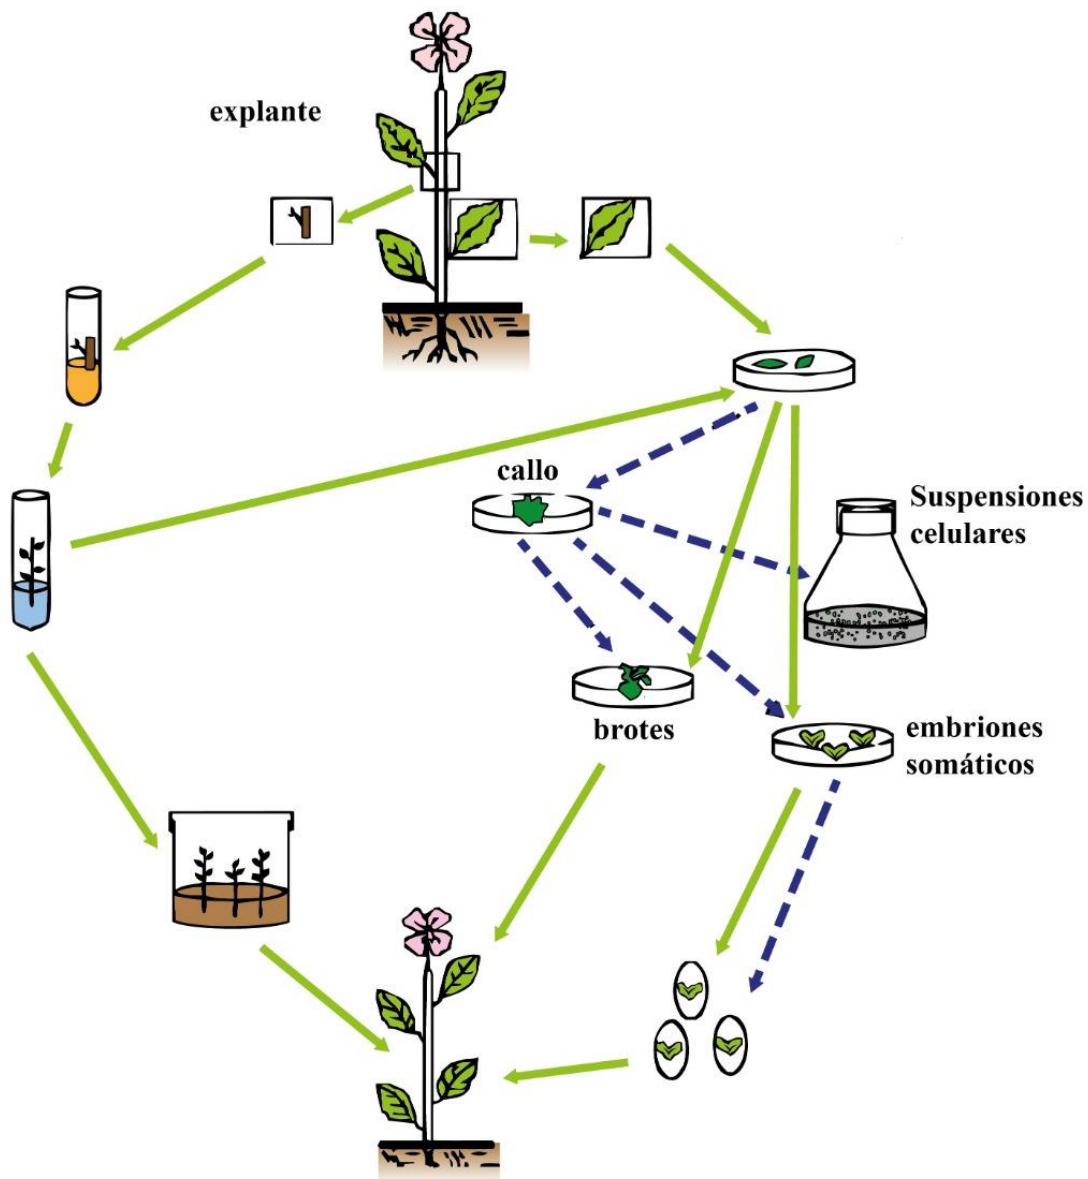 explante
callo
Suspensiones
celulares
brotes
embriones
somáticos